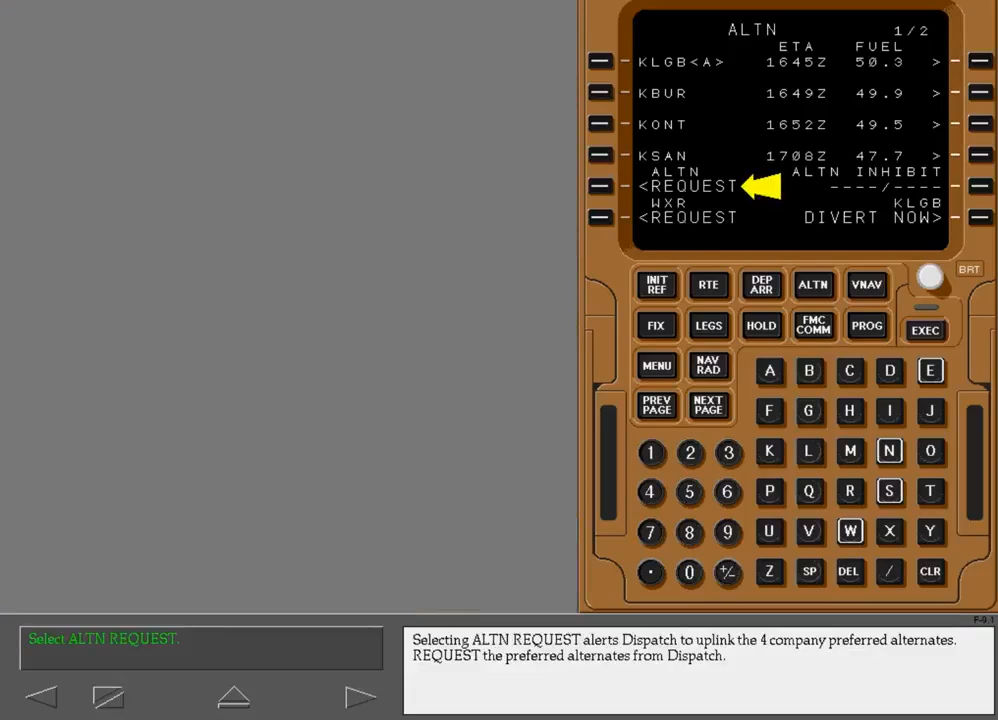 ALTN 1/2
ETA FUEL
KLGB<A> 1645Z 50.3 >
KBUR 1649Z 49.9 >
KONT 1652Z 49.5 >
KSAN 1708Z 47.7 >
ALTN ALTN INHIBIT
<REQUEST ----/----
WXR KLGB
<REQUEST DIVERT NOW>
BRT
INIT REF RTE DEP ARR ALTN VNAV
FIX LEGS HOLD FMC COMM PROG EXEC
MENU NAV RAD
PREV PAGE NEXT PAGE
A B C D E
F G H I J
1 2 3 K L M N O
4 5 6 P Q R S T
7 8 9 U V W X Y
. 0 +/- Z SP DEL / CLR
F-9.1
Select ALTN REQUEST.
Selecting ALTN REQUEST alerts Dispatch to uplink the 4 company preferred alternates.
REQUEST the preferred alternates from Dispatch.